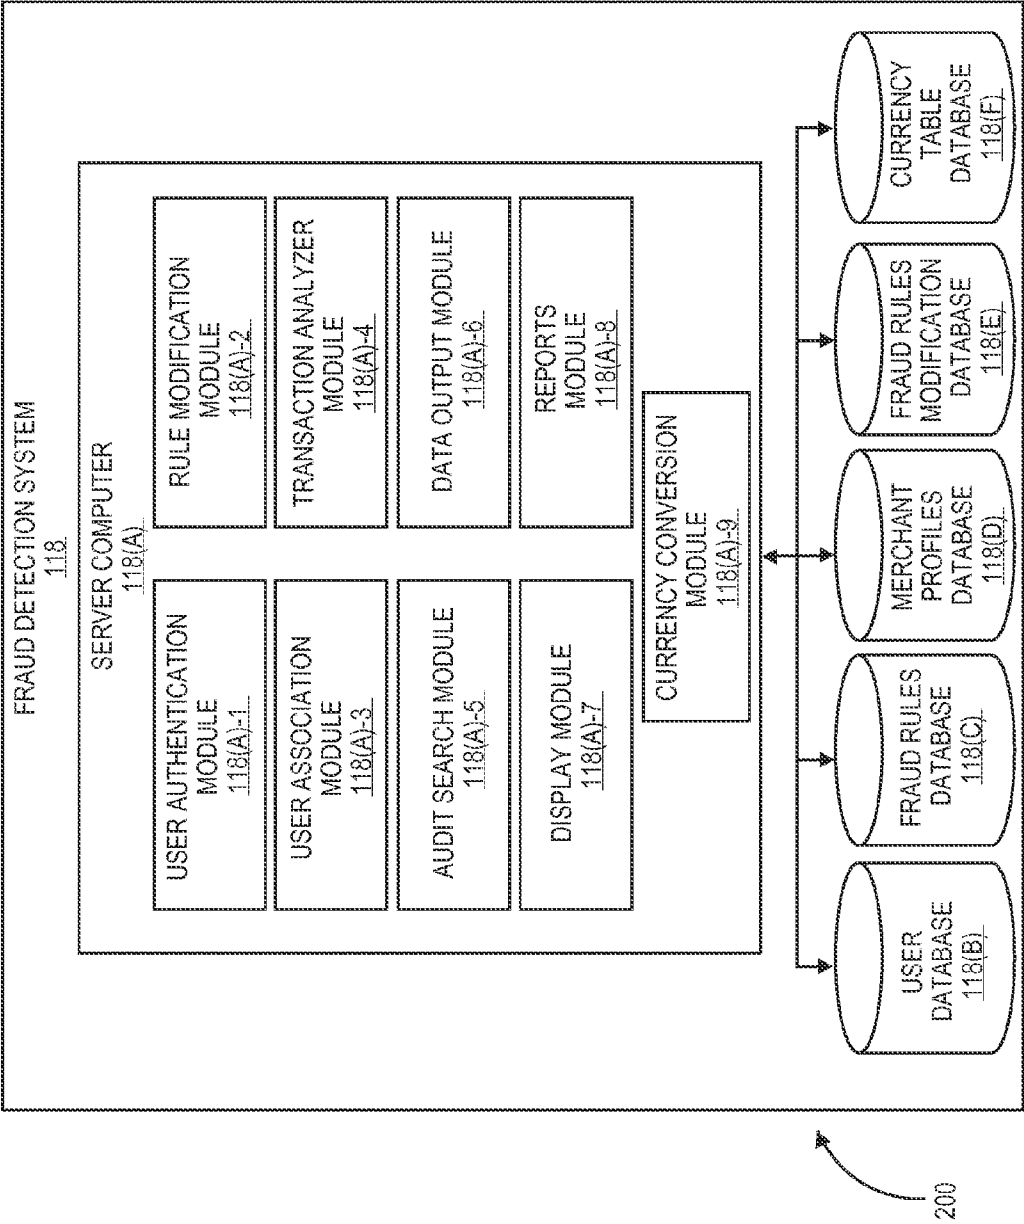 FRAUD DETECTION SYSTEM
118
SERVER COMPUTER
118(A)
USER AUTHENTICATION
MODULE
118(A)-1
RULE MODIFICATION
MODULE
118(A)-2
USER ASSOCIATION
MODULE
118(A)-3
TRANSACTION ANALYZER
MODULE
118(A)-4
AUDIT SEARCH MODULE
118(A)-5
DATA OUTPUT MODULE
118(A)-6
DISPLAY MODULE
118(A)-7
REPORTS
MODULE
118(A)-8
CURRENCY CONVERSION
MODULE
118(A)-9
USER
DATABASE
118(B)
FRAUD RULES
DATABASE
118(C)
MERCHANT
PROFILES
DATABASE
118(D)
FRAUD RULES
MODIFICATION
DATABASE
118(E)
CURRENCY
TABLE
DATABASE
118(F)
200